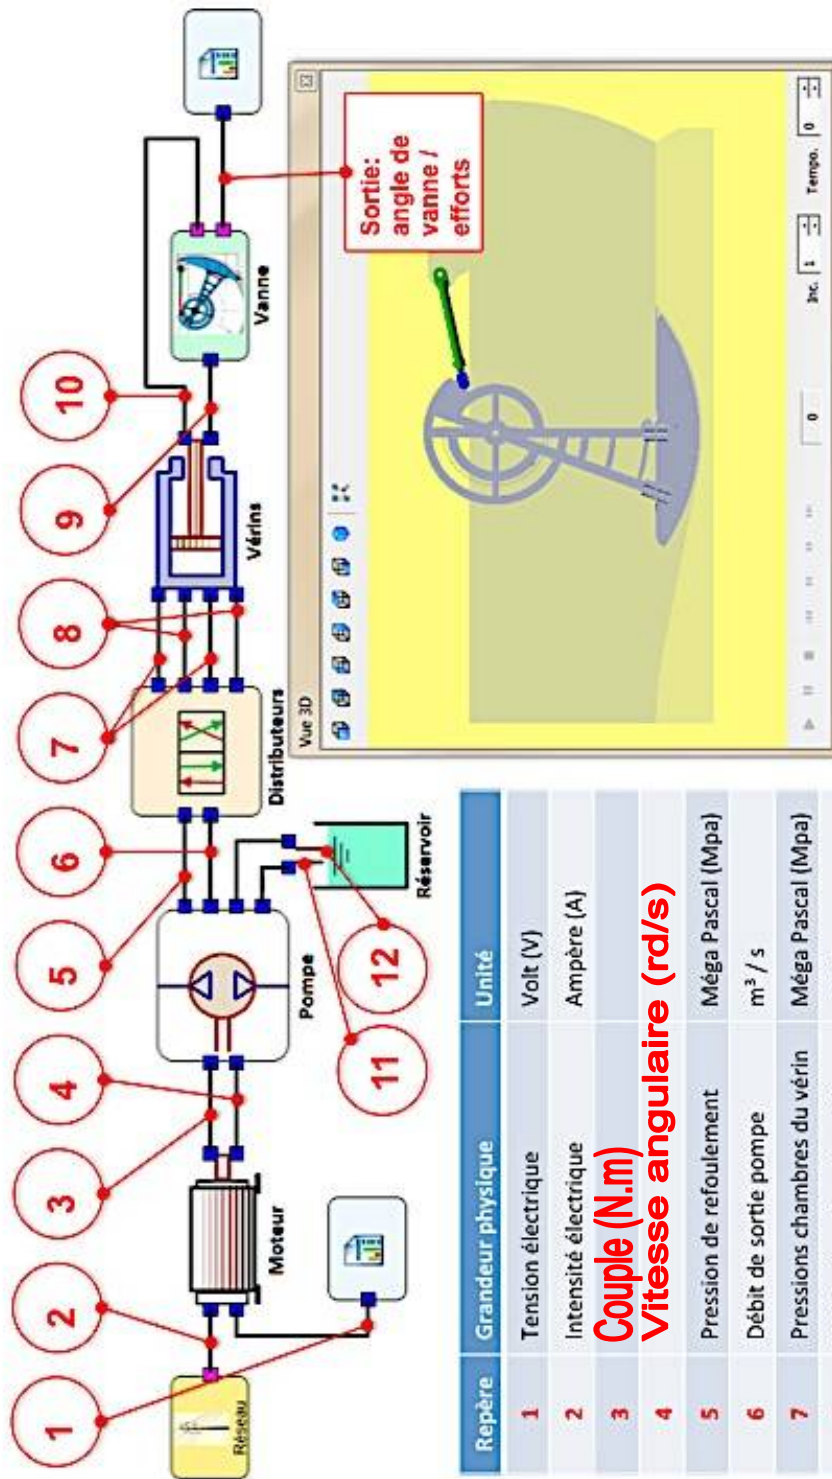 1
2
3
4
5
6
7
8
9
10
11
12
Réseau
Moteur
Pompe
Réservoir
Distributeurs
Vérins
Vanne
Sortie:
angle de
vanne /
efforts
Vue 3D
0
Inc. 1
Tempo. 0
Repère Grandeur physique Unité
1 Tension électrique Volt (V)
2 Intensité électrique Ampère (A)
3 Couple (N.m)
4 Vitesse angulaire (rd/s)
5 Pression de refoulement Méga Pascal (Mpa)
6 Débit de sortie pompe m³ / s
7 Pressions chambres du vérin Méga Pascal (Mpa)